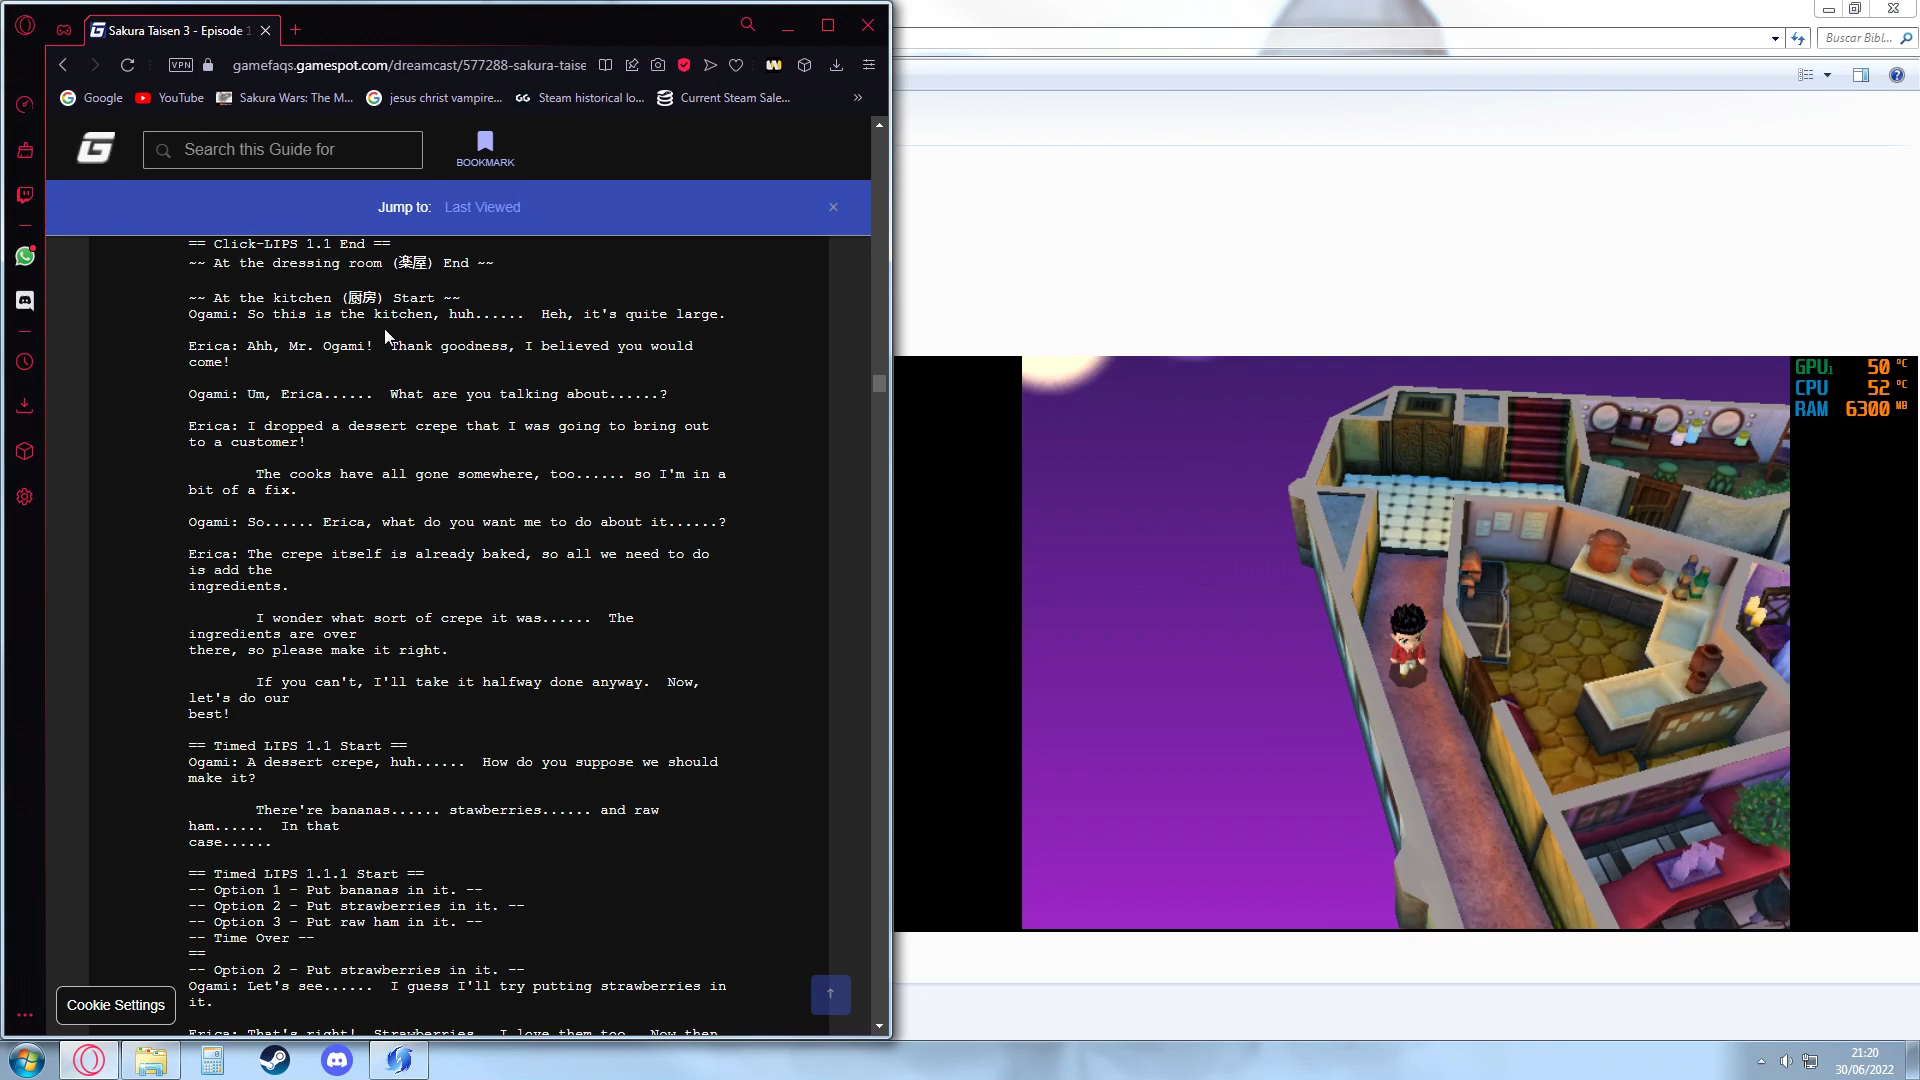 Sakura Taisen 3 - Episode 1
VPN
gamefaqs.gamespot.com/dreamcast/577288-sakura-taise
Google
YouTube
Sakura Wars: The M...
jesus christ vampire...
GG
Steam historical lo...
Current Steam Sale...
»
Search this Guide for
BOOKMARK
Jump to: Last Viewed
== Click-LIPS 1.1 End ==
~~ At the dressing room (楽屋) End ~~
~~ At the kitchen (厨房) Start ~~
Ogami: So this is the kitchen, huh...... Heh, it's quite large.
Erica: Ahh, Mr. Ogami! Thank goodness, I believed you would
come!
Ogami: Um, Erica...... What are you talking about......?
Erica: I dropped a dessert crepe that I was going to bring out
to a customer!
The cooks have all gone somewhere, too...... so I'm in a
bit of a fix.
Ogami: So...... Erica, what do you want me to do about it......?
Erica: The crepe itself is already baked, so all we need to do
is add the
ingredients.
I wonder what sort of crepe it was...... The
ingredients are over
there, so please make it right.
If you can't, I'll take it halfway done anyway. Now,
let's do our
best!
== Timed LIPS 1.1 Start ==
Ogami: A dessert crepe, huh...... How do you suppose we should
make it?
There're bananas...... stawberries...... and raw
ham...... In that
case......
== Timed LIPS 1.1.1 Start ==
-- Option 1 - Put bananas in it. --
-- Option 2 - Put strawberries in it. --
-- Option 3 - Put raw ham in it. --
-- Time Over --
==
-- Option 2 - Put strawberries in it. --
Ogami: Let's see...... I guess I'll try putting strawberries in
it.
Erica: That's right! Strawberries I love them too Now then
Cookie Settings
Buscar Bibl...
GPU1 50 °C
CPU 52 °C
RAM 6300 MB
21:20
30/06/2022